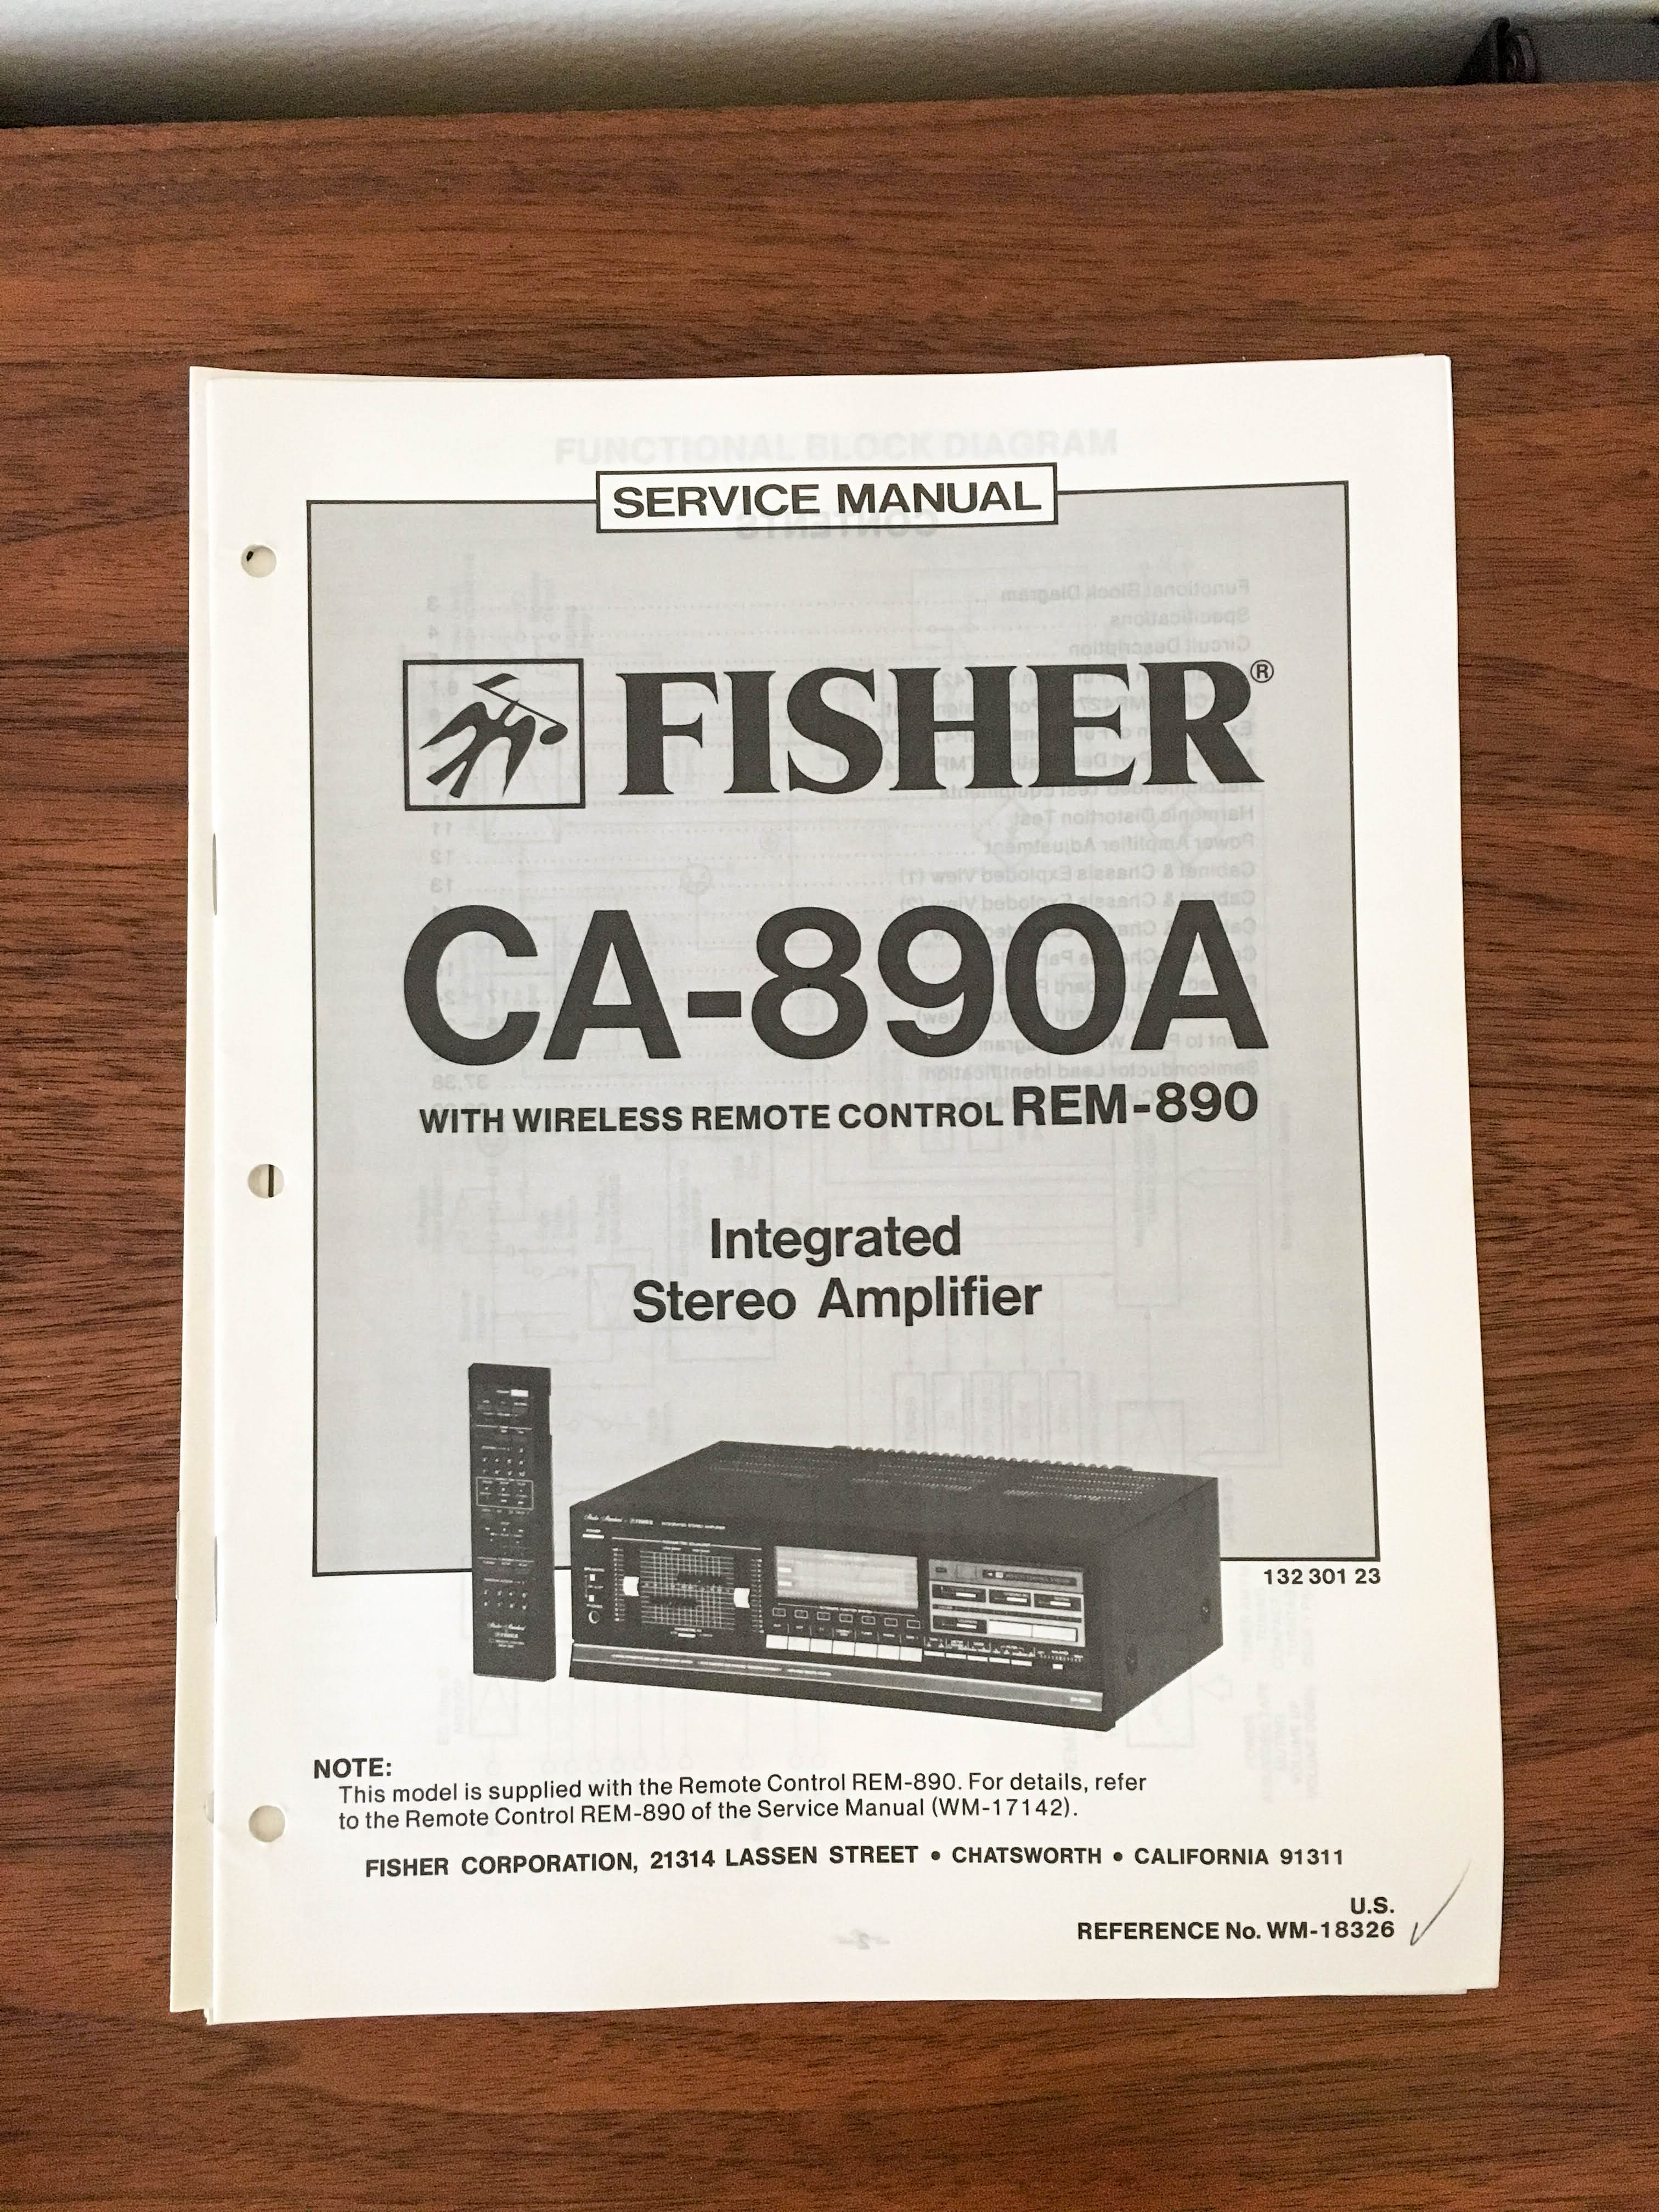 SERVICE MANUAL
FISHER®
CA-890A
WITH WIRELESS REMOTE CONTROL REM-890
Integrated
Stereo Amplifier
132 301 23
NOTE:
This model is supplied with the Remote Control REM-890. For details, refer
to the Remote Control REM-890 of the Service Manual (WM-17142).
FISHER CORPORATION, 21314 LASSEN STREET • CHATSWORTH • CALIFORNIA 91311
U.S.
REFERENCE No. WM-18326